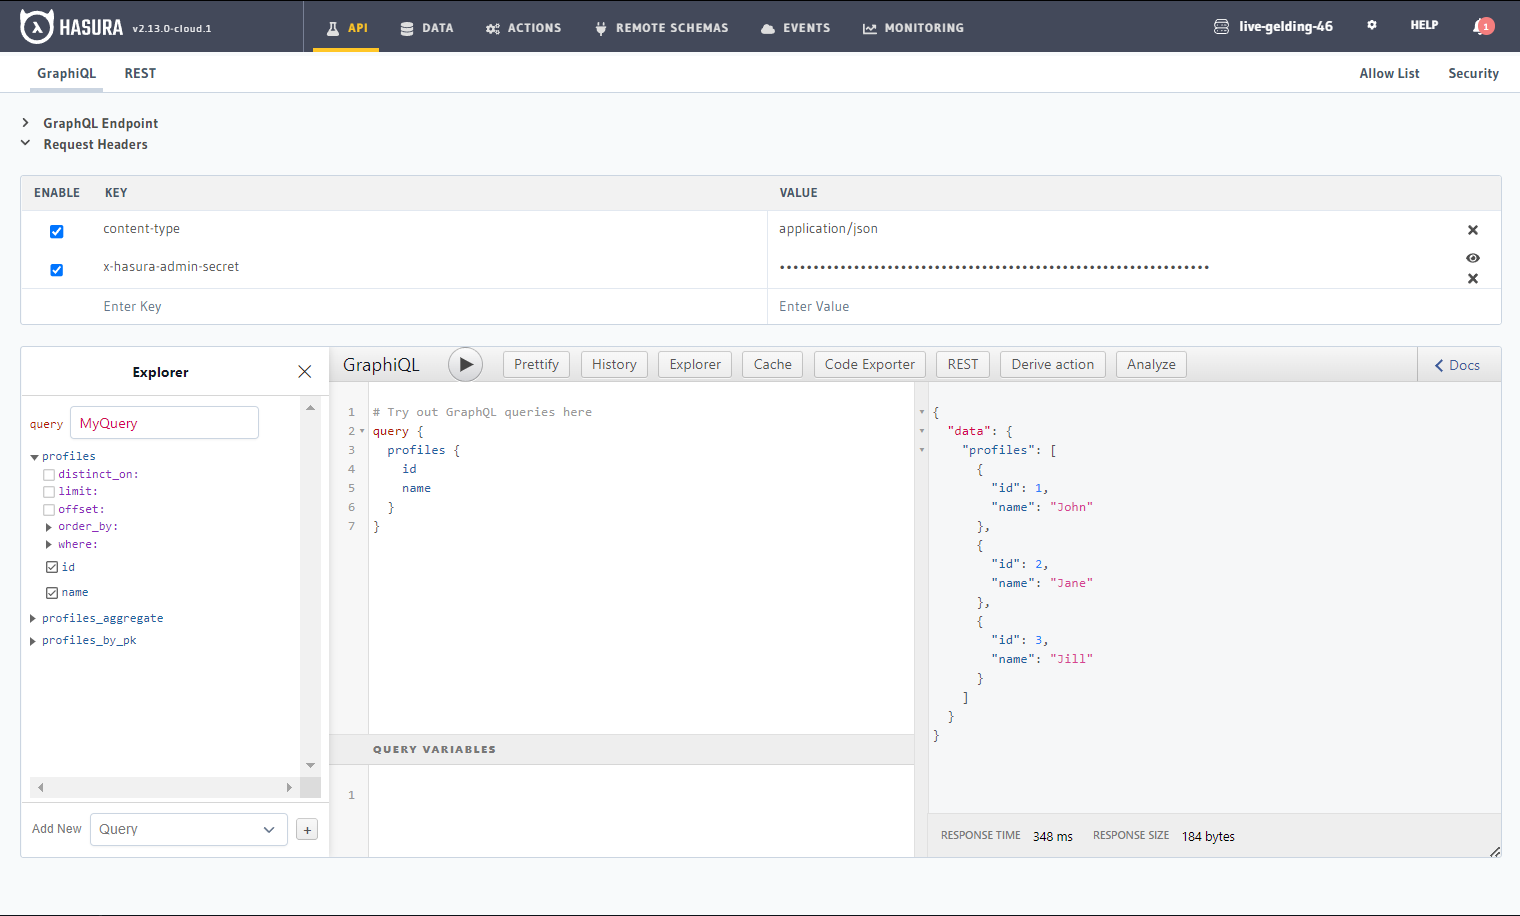 HASURA v2.13.0-cloud.1
API DATA ACTIONS REMOTE SCHEMAS EVENTS MONITORING
live-gelding-46 HELP 1
GraphiQL REST Allow List Security
GraphQL Endpoint
Request Headers
ENABLE KEY VALUE
content-type application/json
x-hasura-admin-secret ••••••••••••••••••••••••••••••••••••••••••••••••••••••••••••••••
Enter Key Enter Value
Explorer
query MyQuery
profiles
distinct_on:
limit:
offset:
order_by:
where:
id
name
profiles_aggregate
profiles_by_pk
Add New Query +
GraphiQL Prettify History Explorer Cache Code Exporter REST Derive action Analyze Docs
1 # Try out GraphQL queries here
2 query {
3   profiles {
4     id
5     name
6   }
7 }
QUERY VARIABLES
1
{
  "data": {
    "profiles": [
      {
        "id": 1,
        "name": "John"
      },
      {
        "id": 2,
        "name": "Jane"
      },
      {
        "id": 3,
        "name": "Jill"
      }
    ]
  }
}
RESPONSE TIME 348 ms RESPONSE SIZE 184 bytes